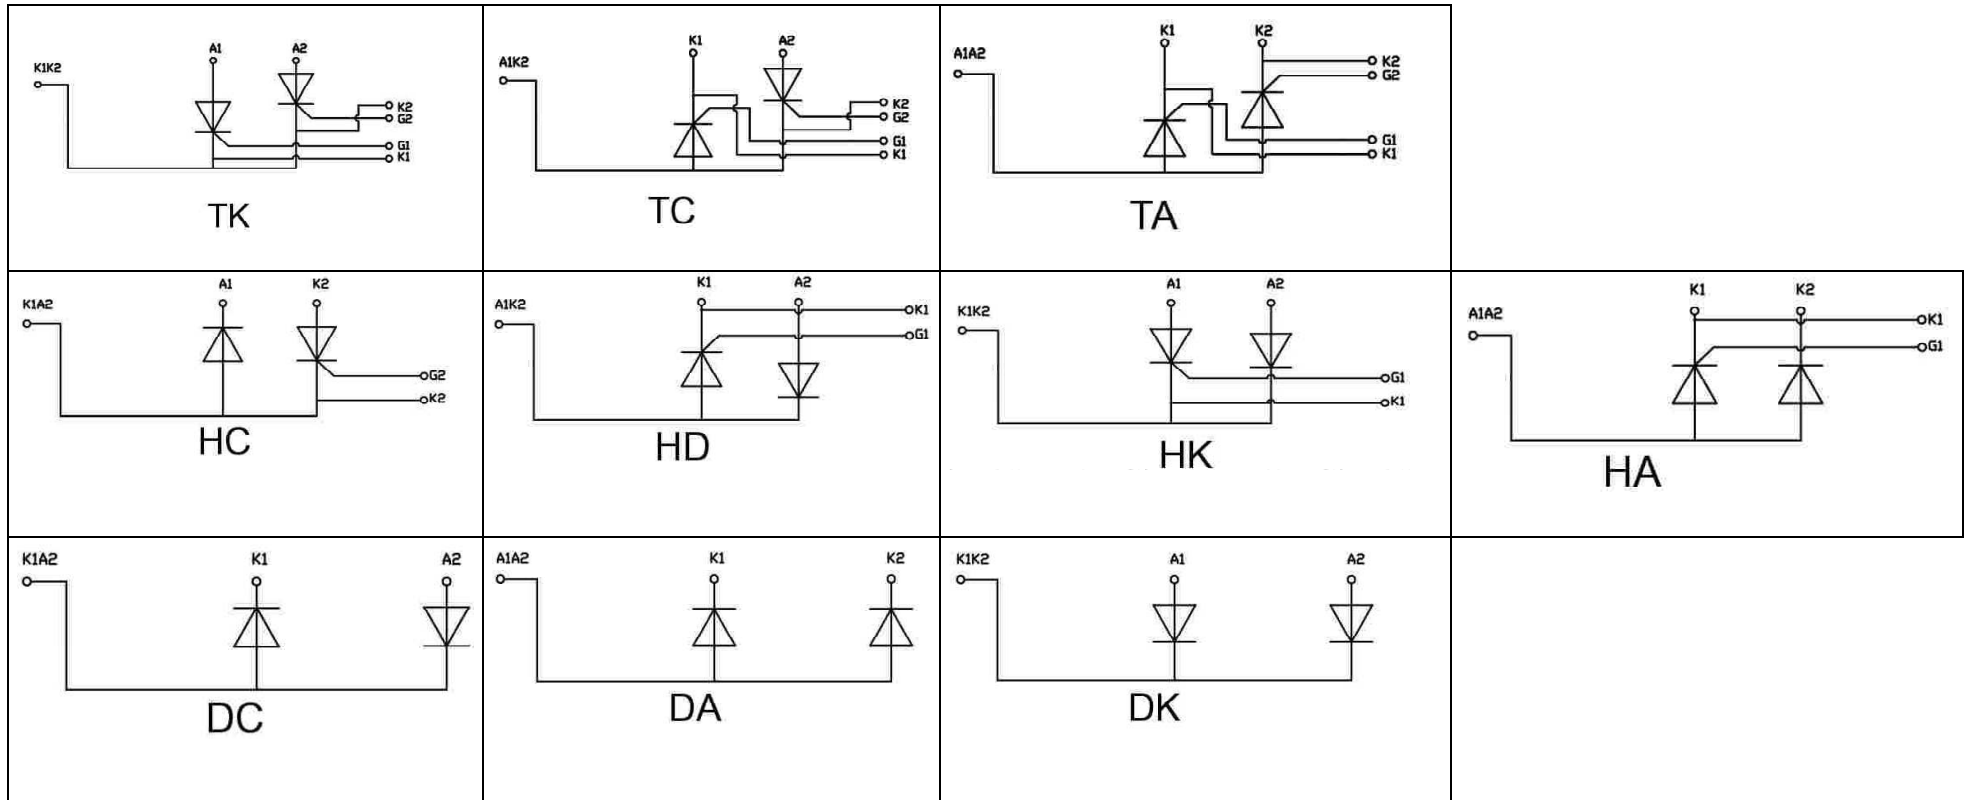 A1 A2
K1K2
K2
G2
G1
K1
TK
K1 A2
A1K2
K2
G2
G1
K1
TC
K1 K2
A1A2
K2
G2
G1
K1
TA
A1 K2
K1A2
G2
K2
HC
K1 A2
A1K2
K1
G1
HD
A1 A2
K1K2
G1
K1
HK
K1 K2
A1A2
K1
G1
HA
K1A2 K1 A2
DC
A1A2 K1 K2
DA
K1K2 A1 A2
DK